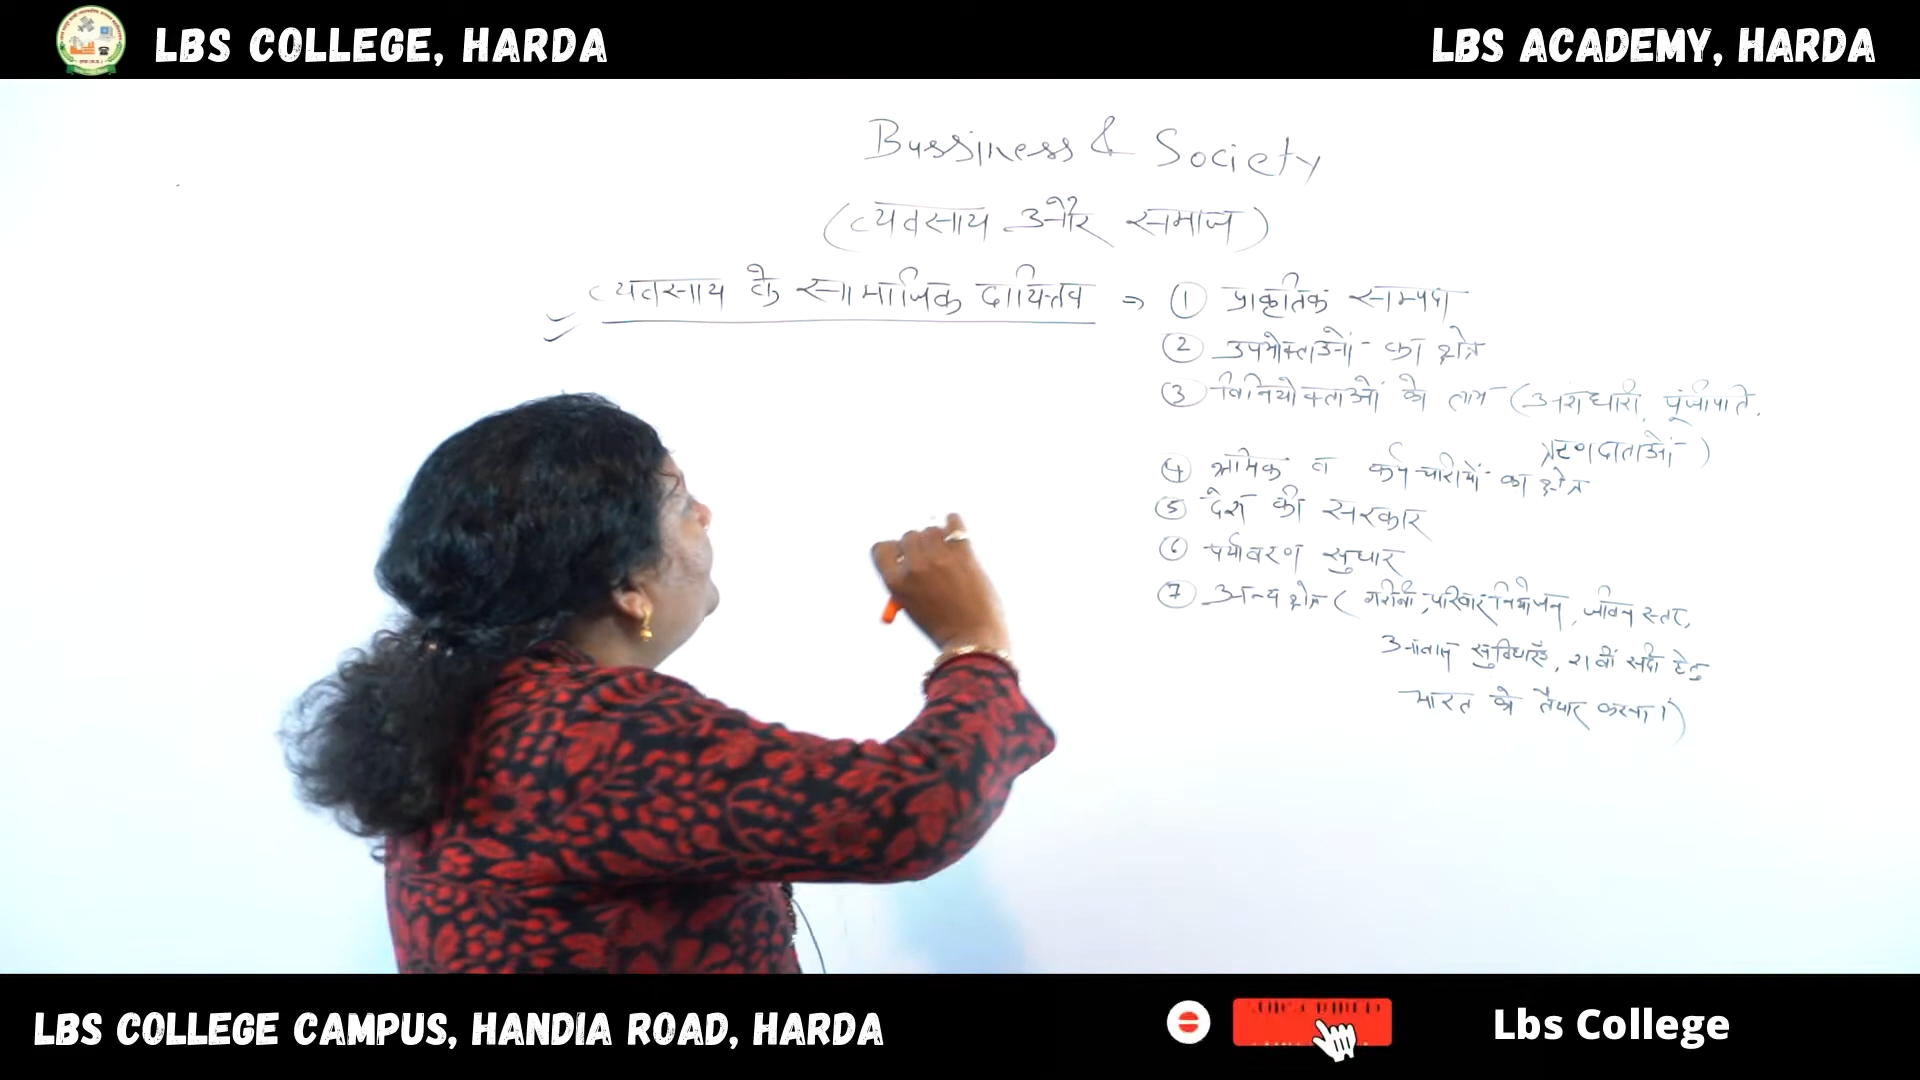 LBS COLLEGE, HARDA
LBS ACADEMY, HARDA
Bussiness & Society
(व्यवसाय और समाज)
व्यवसाय के सामाजिक दायित्व ⇒ ① प्राकृतिक सम्पदा
② उपभोक्ताओं का क्षेत्र
③ विनियोक्ताओं को लाभ (अंशधारी, पूंजीपति,
ऋणदाताओं)
④ श्रमिक व कर्मचारियों का क्षेत्र
⑤ देश की सरकार
⑥ पर्यावरण सुधार
⑦ अन्य क्षेत्र (गरीबी, परिवार नियोजन, जीवन स्तर,
आवास सुविधाएँ, 21 वीं सदी हेतु
भारत को तैयार करना।)
LBS COLLEGE CAMPUS, HANDIA ROAD, HARDA
Lbs College